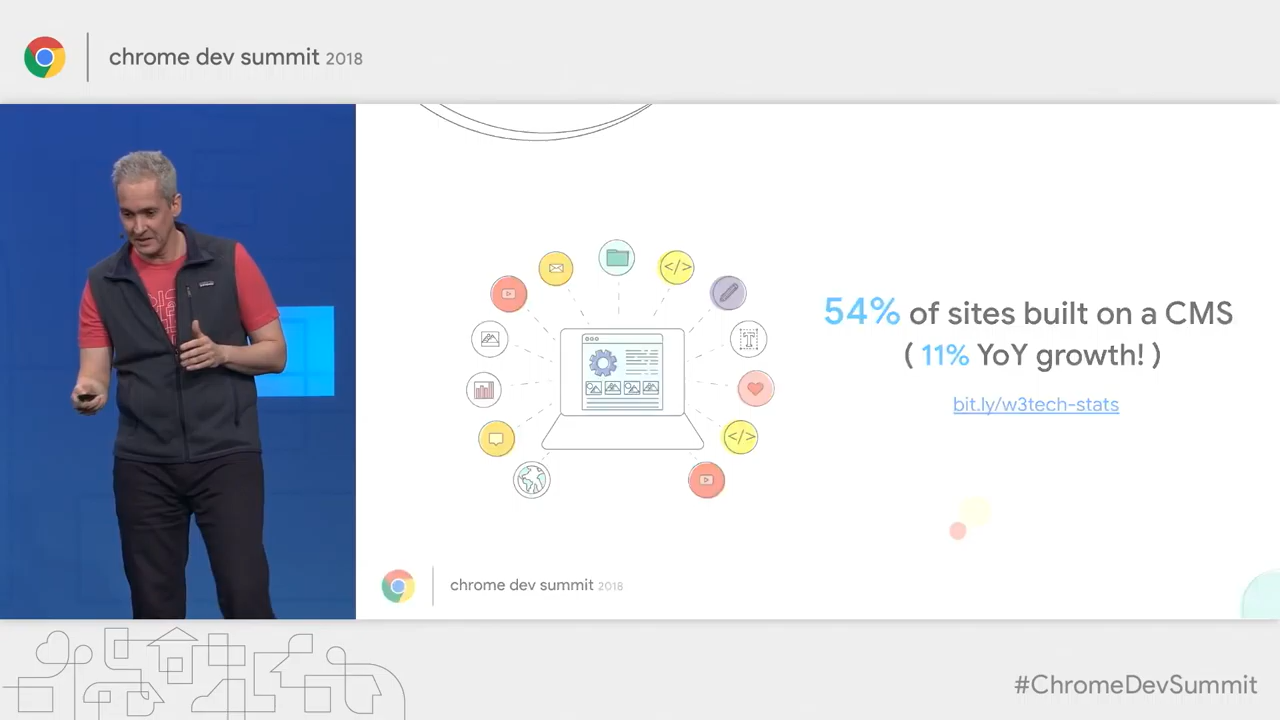 chrome dev summit 2018
54% of sites built on a CMS
( 11% YoY growth! )
bit.ly/w3tech-stats
</>
T
</>
chrome dev summit 2018
#ChromeDevSummit